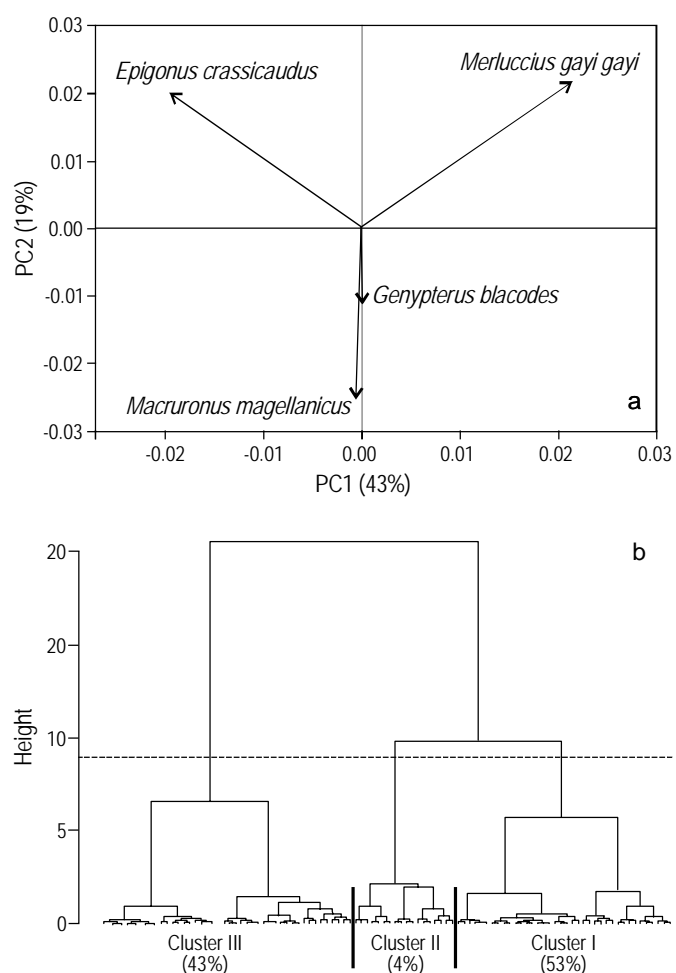 0.03
Epigonus crassicaudus
Merluccius gayi gayi
0.02
0.01
PC2 (19%)
0.00
-0.01
Genypterus blacodes
-0.02
Macruronus magellanicus
a
-0.03
-0.02 -0.01 0.00 0.01 0.02 0.03
PC1 (43%)
b
20
20
Height
10
5
0
Cluster III Cluster II Cluster I
(43%) (4%) (53%)